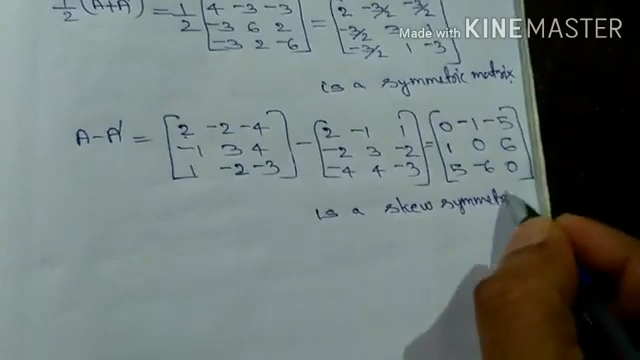 1/2 (A+A') = 1/2 [4 -3 -3 = [2 -3/2 -3/2
-3 6 2 -3/2 3
-3 2 -6] -3/2 1 -3]
Made with KINEMASTER
is a symmetric matrix
A-A' = [2 -2 -4 - [2 -1 1 = [0 -1 -5
-1 3 4 -2 3 -2 1 0 6
1 -2 -3] -4 4 -3] 5 -6 0]
is a skew symmet